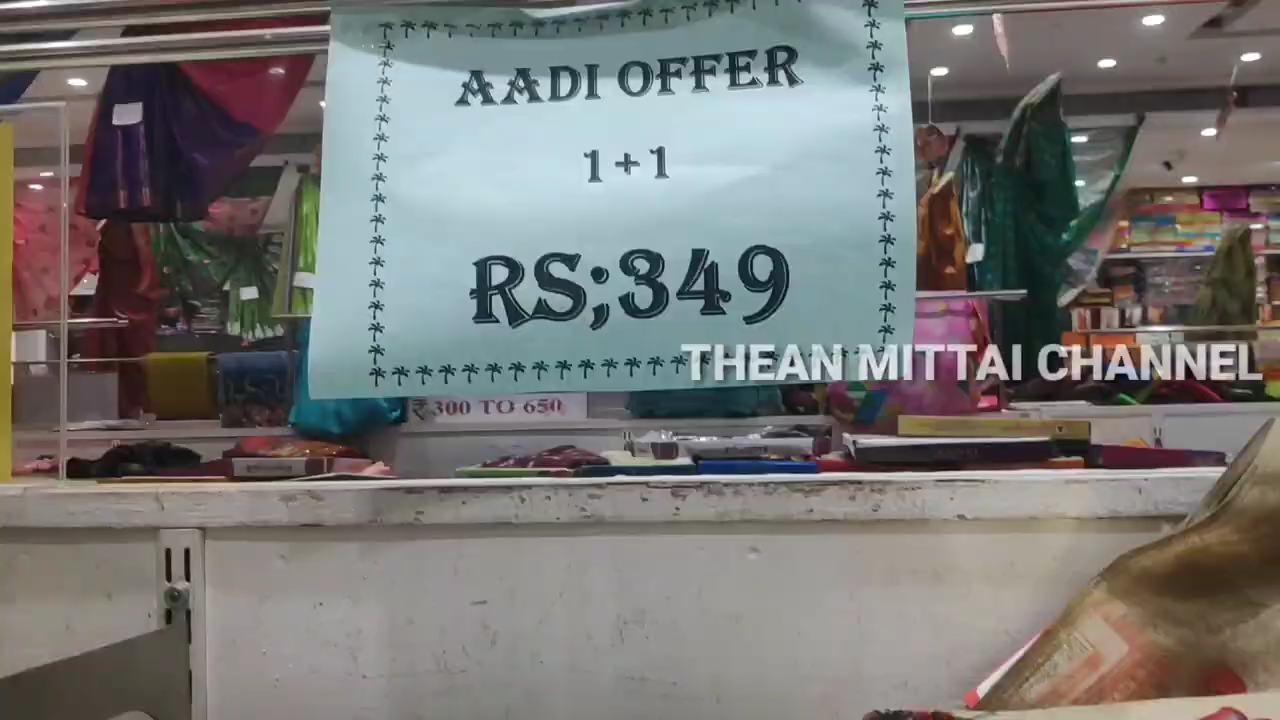 AADI OFFER
1+1
RS;349
THEAN MITTAI CHANNEL
₹300 TO 650